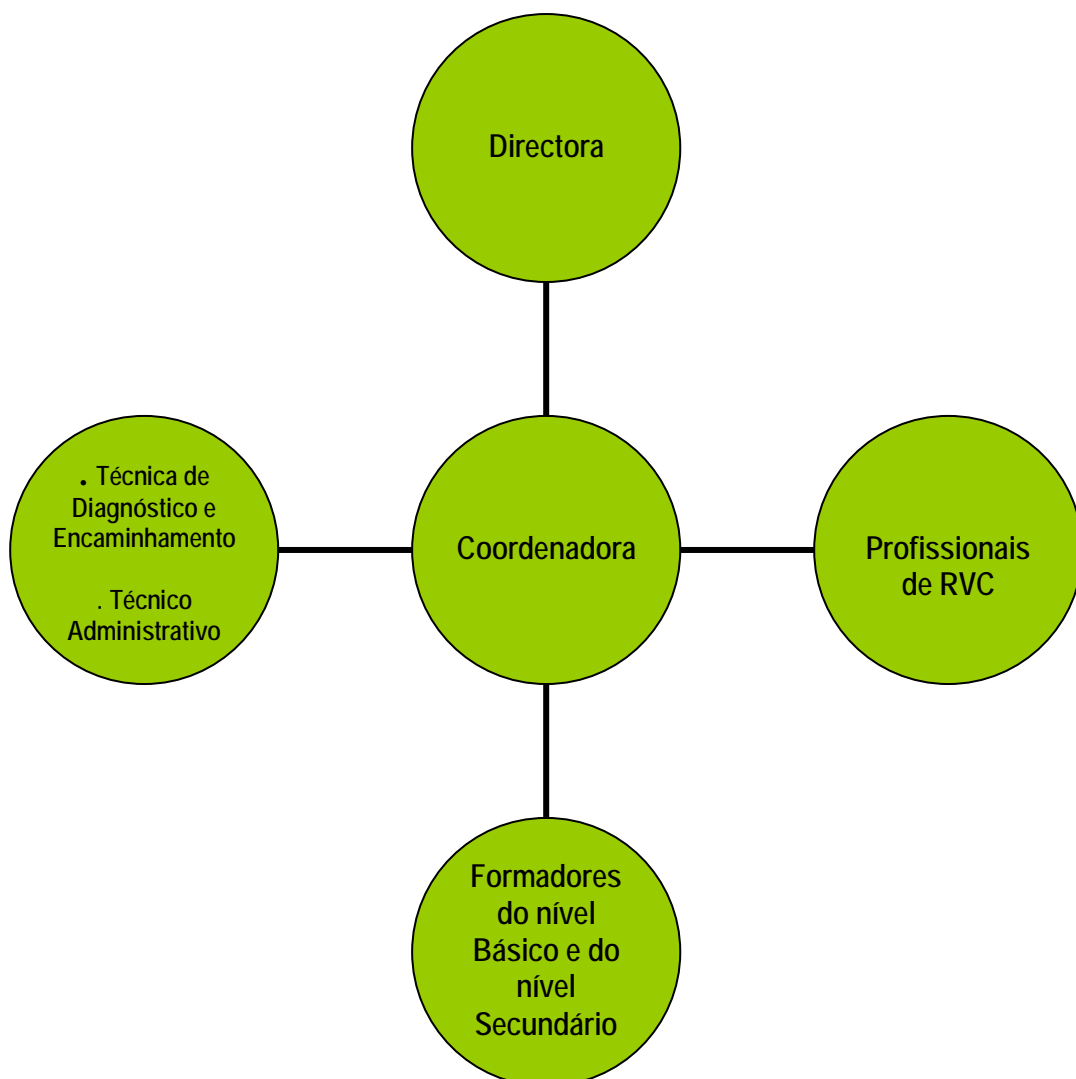 Directora
. Técnica de
Diagnóstico e
Encaminhamento
. Técnico
Administrativo
Coordenadora
Profissionais
de RVC
Formadores
do nível
Básico e do
nível
Secundário